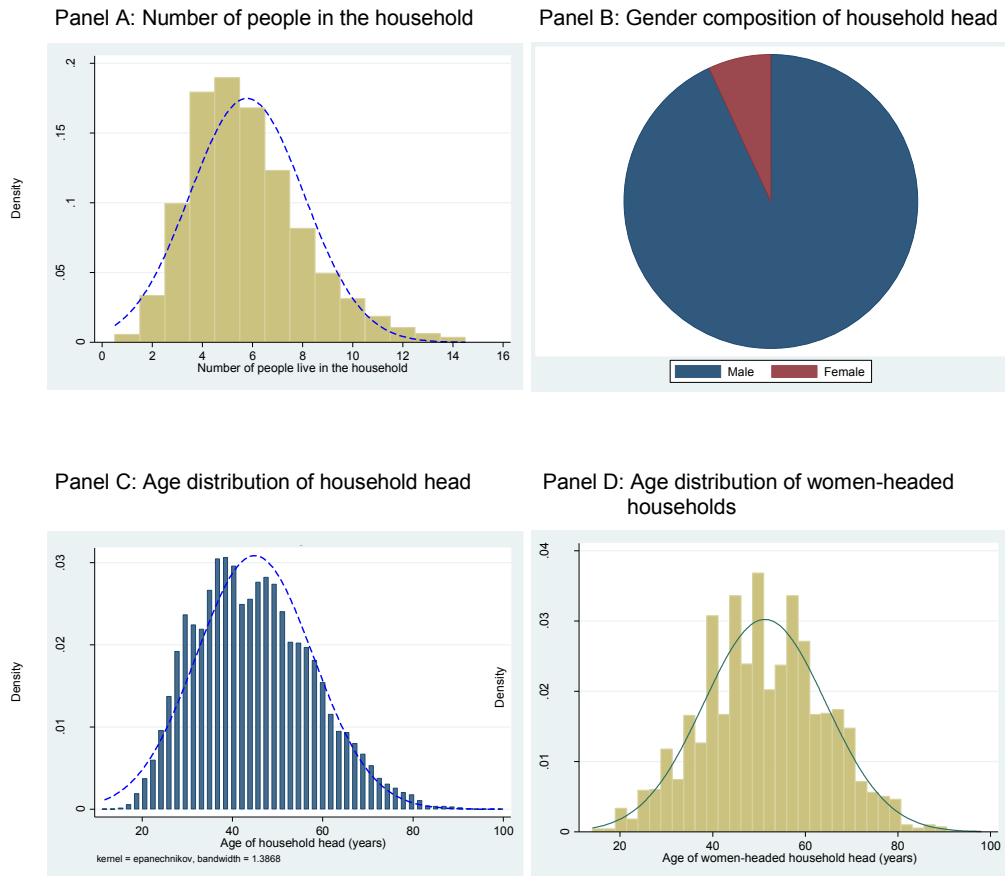 Panel A: Number of people in the household
.2
.15
.1
.05
0
Density
0 2 4 6 8 10 12 14 16
Number of people live in the household
Panel B: Gender composition of household head
Male Female
Panel C: Age distribution of household head
.03
.02
.01
0
Density
20 40 60 80 100
Age of household head (years)
kernel = epanechnikov, bandwidth = 1.3868
Panel D: Age distribution of women-headed
households
.04
.03
.02
.01
0
Density
20 40 60 80 100
Age of women-headed household head (years)